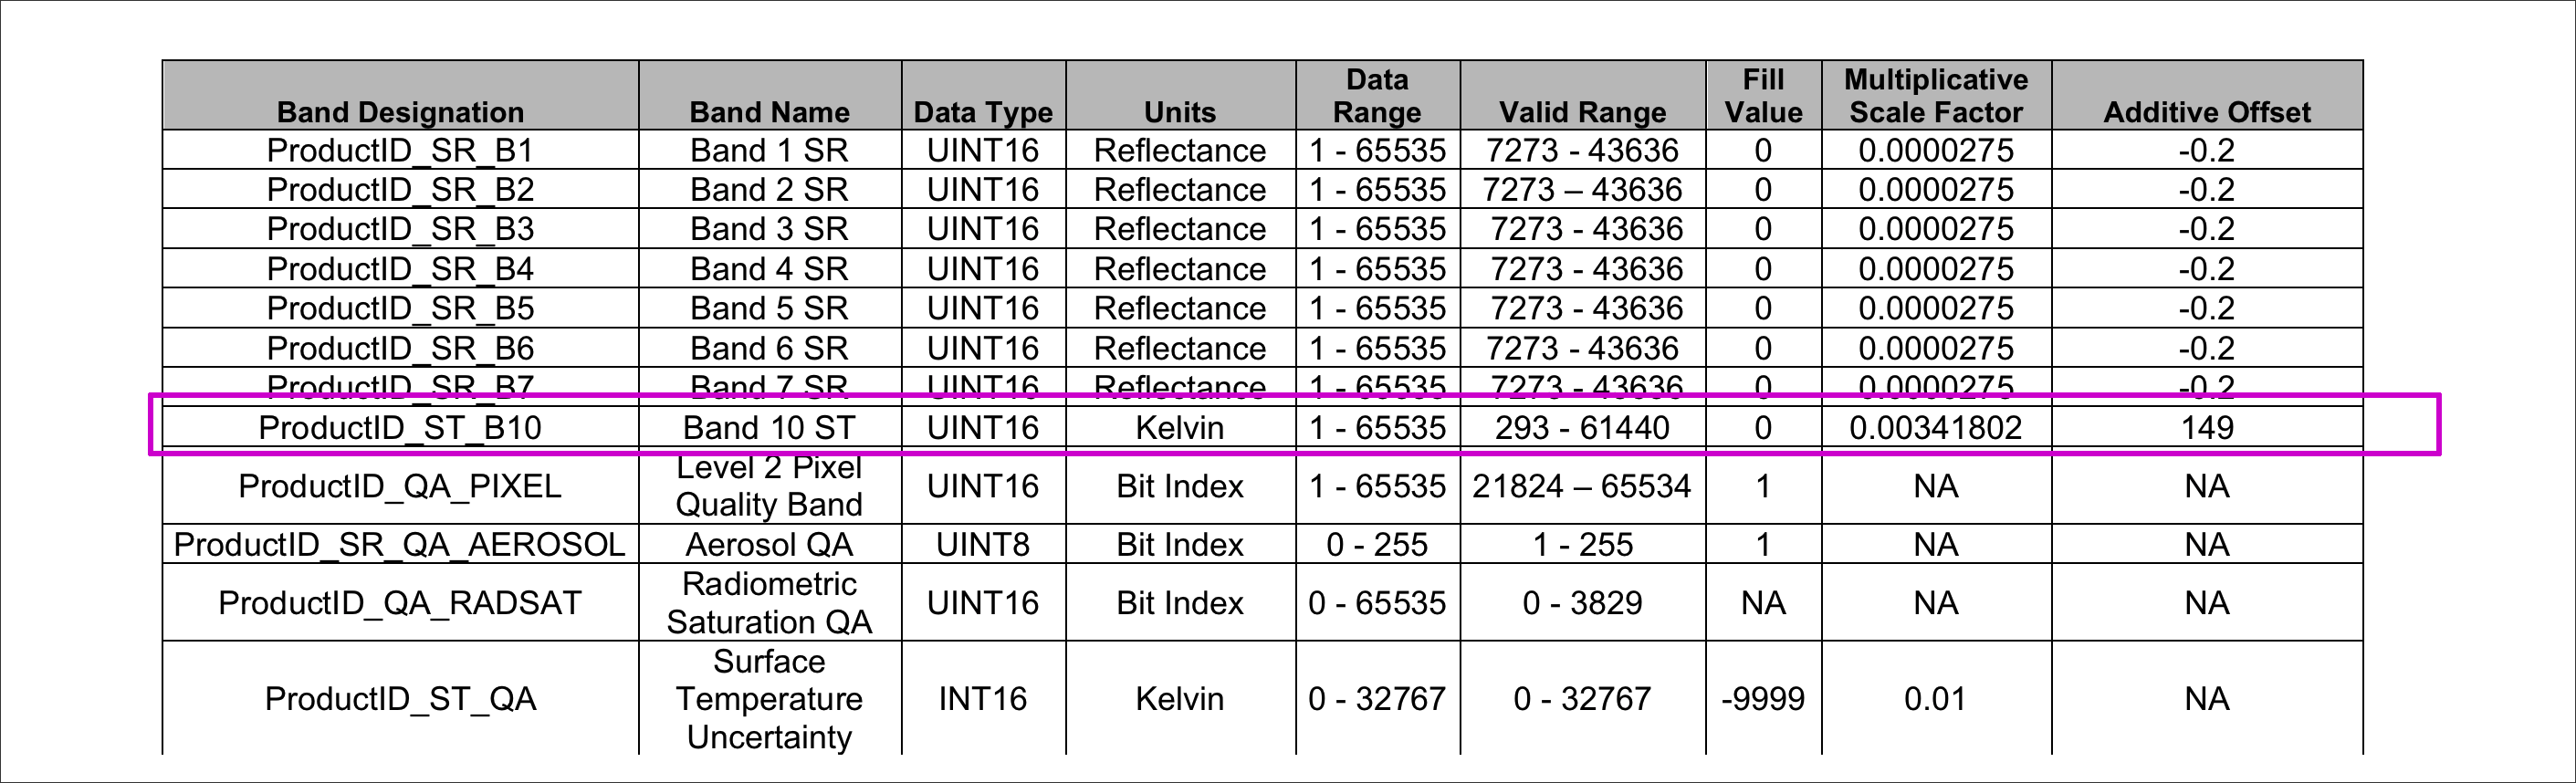 Band Designation Band Name Data Type Units Data Range Valid Range Fill Value Multiplicative Scale Factor Additive Offset
ProductID_SR_B1 Band 1 SR UINT16 Reflectance 1 - 65535 7273 - 43636 0 0.0000275 -0.2
ProductID_SR_B2 Band 2 SR UINT16 Reflectance 1 - 65535 7273 – 43636 0 0.0000275 -0.2
ProductID_SR_B3 Band 3 SR UINT16 Reflectance 1 - 65535 7273 - 43636 0 0.0000275 -0.2
ProductID_SR_B4 Band 4 SR UINT16 Reflectance 1 - 65535 7273 - 43636 0 0.0000275 -0.2
ProductID_SR_B5 Band 5 SR UINT16 Reflectance 1 - 65535 7273 - 43636 0 0.0000275 -0.2
ProductID_SR_B6 Band 6 SR UINT16 Reflectance 1 - 65535 7273 - 43636 0 0.0000275 -0.2
ProductID_SR_B7 Band 7 SR UINT16 Reflectance 1 - 65535 7273 - 43636 0 0.0000275 -0.2
ProductID_ST_B10 Band 10 ST UINT16 Kelvin 1 - 65535 293 - 61440 0 0.00341802 149
ProductID_QA_PIXEL Level 2 Pixel Quality Band UINT16 Bit Index 1 - 65535 21824 – 65534 1 NA NA
ProductID_SR_QA_AEROSOL Aerosol QA UINT8 Bit Index 0 - 255 1 - 255 1 NA NA
ProductID_QA_RADSAT Radiometric Saturation QA UINT16 Bit Index 0 - 65535 0 - 3829 NA NA NA
ProductID_ST_QA Surface Temperature Uncertainty INT16 Kelvin 0 - 32767 0 - 32767 -9999 0.01 NA